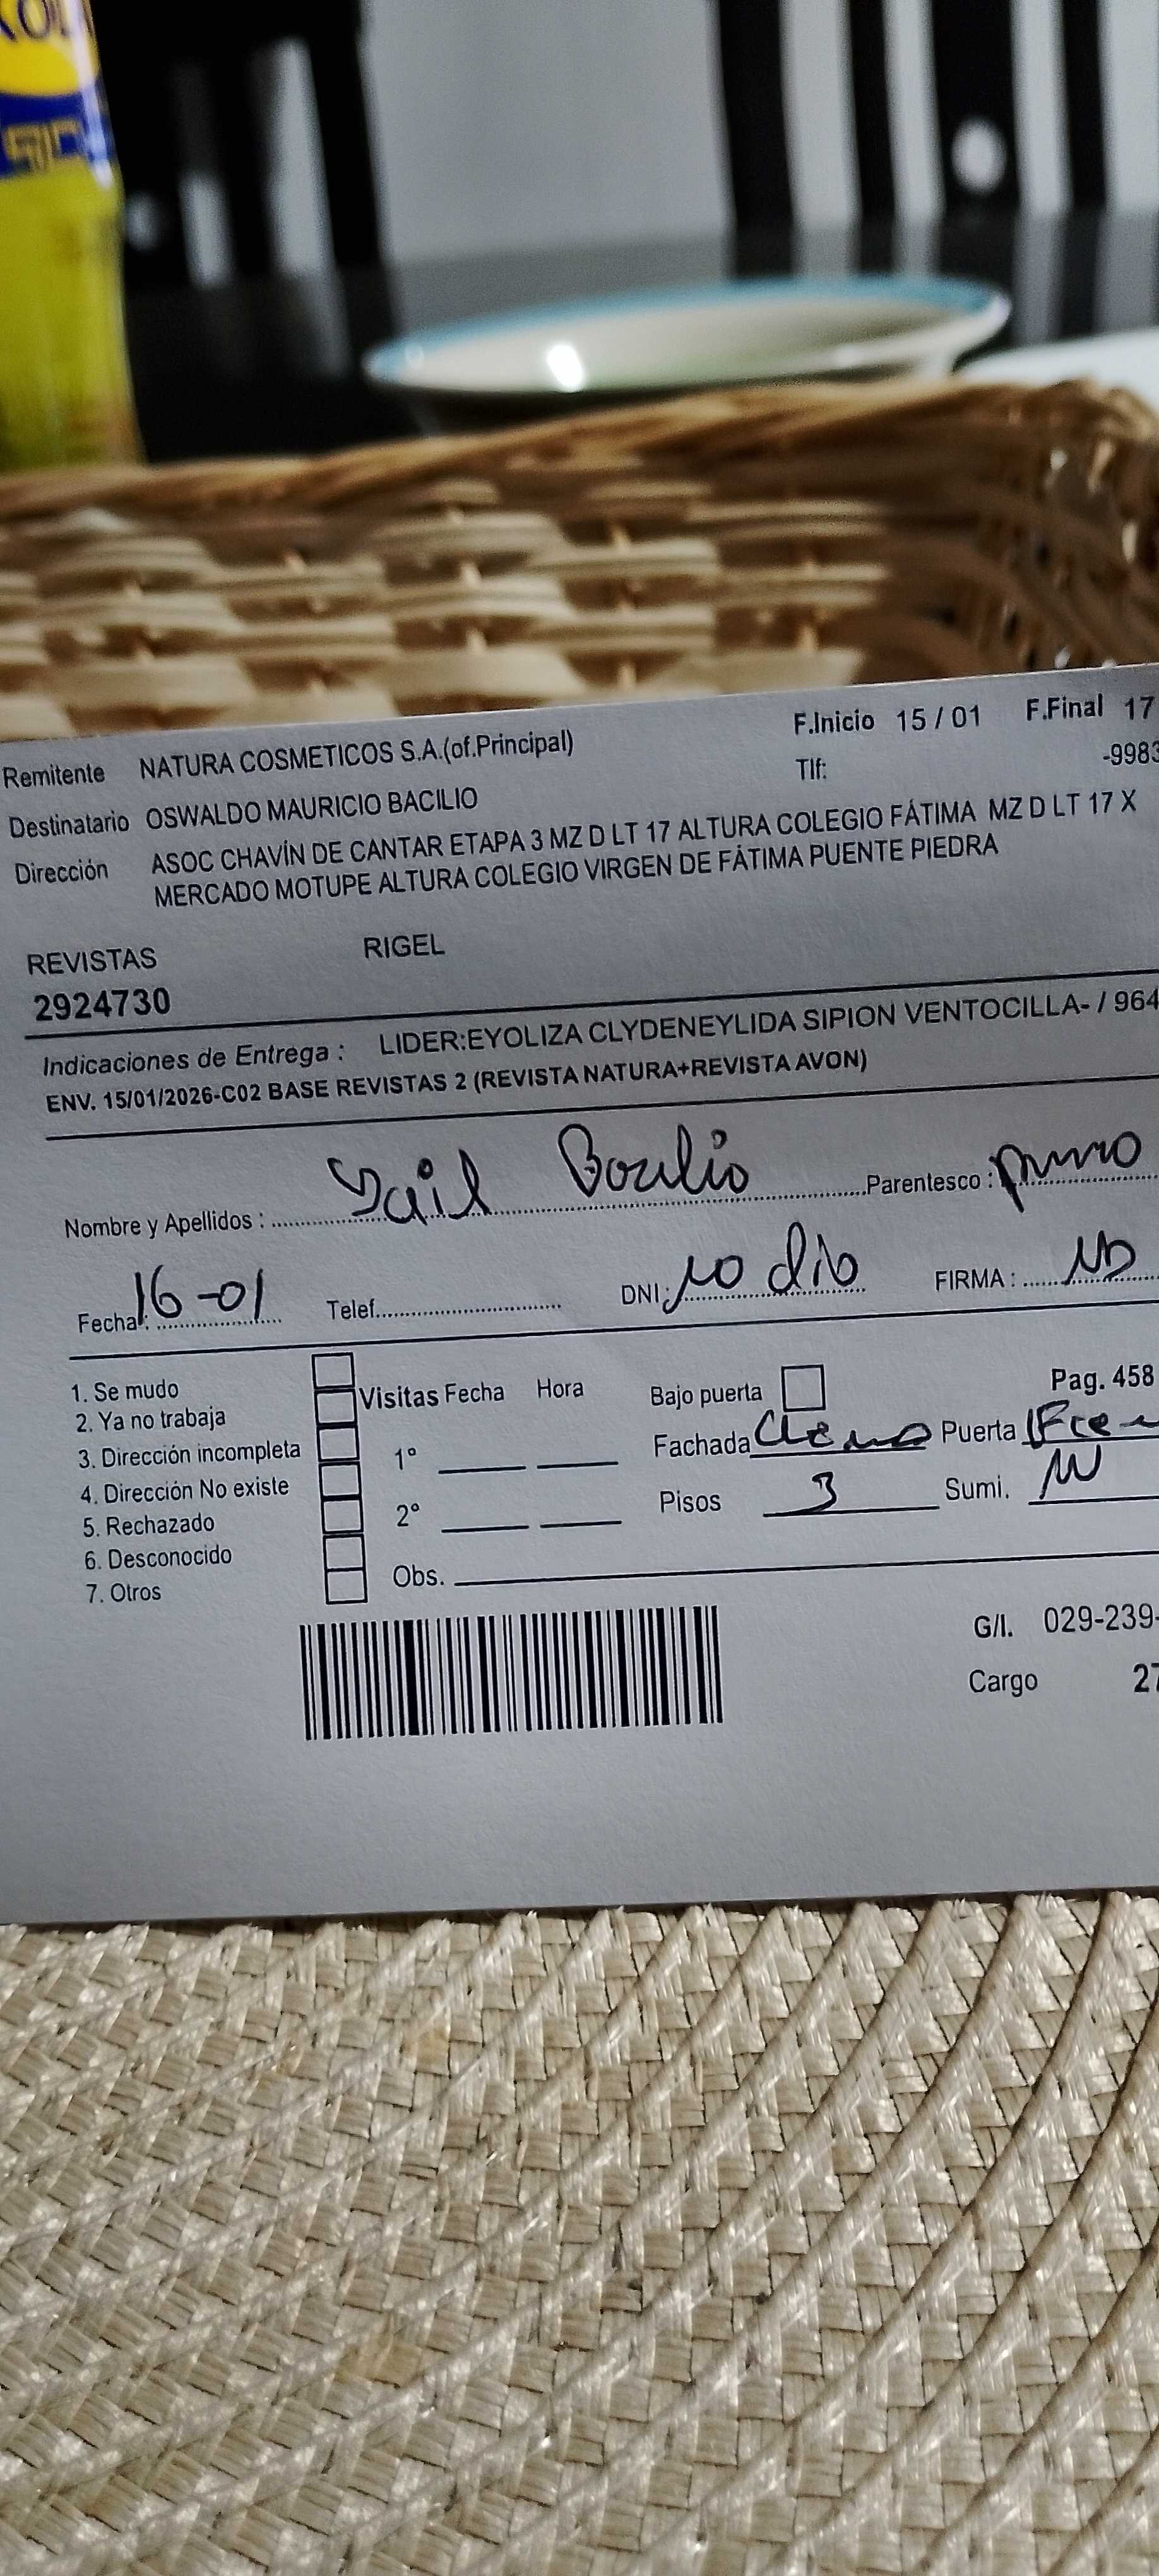 KOLA
Remitente NATURA COSMETICOS S.A.(of.Principal) F.Inicio 15 / 01 F.Final 17
Tlf: -9983
Destinatario OSWALDO MAURICIO BACILIO
Dirección ASOC CHAVÍN DE CANTAR ETAPA 3 MZ D LT 17 ALTURA COLEGIO FÁTIMA MZ D LT 17 X
MERCADO MOTUPE ALTURA COLEGIO VIRGEN DE FÁTIMA PUENTE PIEDRA
REVISTAS RIGEL
2924730
Indicaciones de Entrega : LIDER:EYOLIZA CLYDENEYLIDA SIPION VENTOCILLA- / 964
ENV. 15/01/2026-C02 BASE REVISTAS 2 (REVISTA NATURA+REVISTA AVON)
Nombre y Apellidos : Parentesco :
Fecha : 16-01 Telef. DNI: no dio FIRMA :
1. Se mudo
2. Ya no trabaja
3. Dirección incompleta
4. Dirección No existe
5. Rechazado
6. Desconocido
7. Otros
Visitas Fecha Hora
1°
2°
Obs.
Bajo puerta Pag. 458
Fachada Puerta
Pisos 3 Sumi.
G/I. 029-239-
Cargo 27